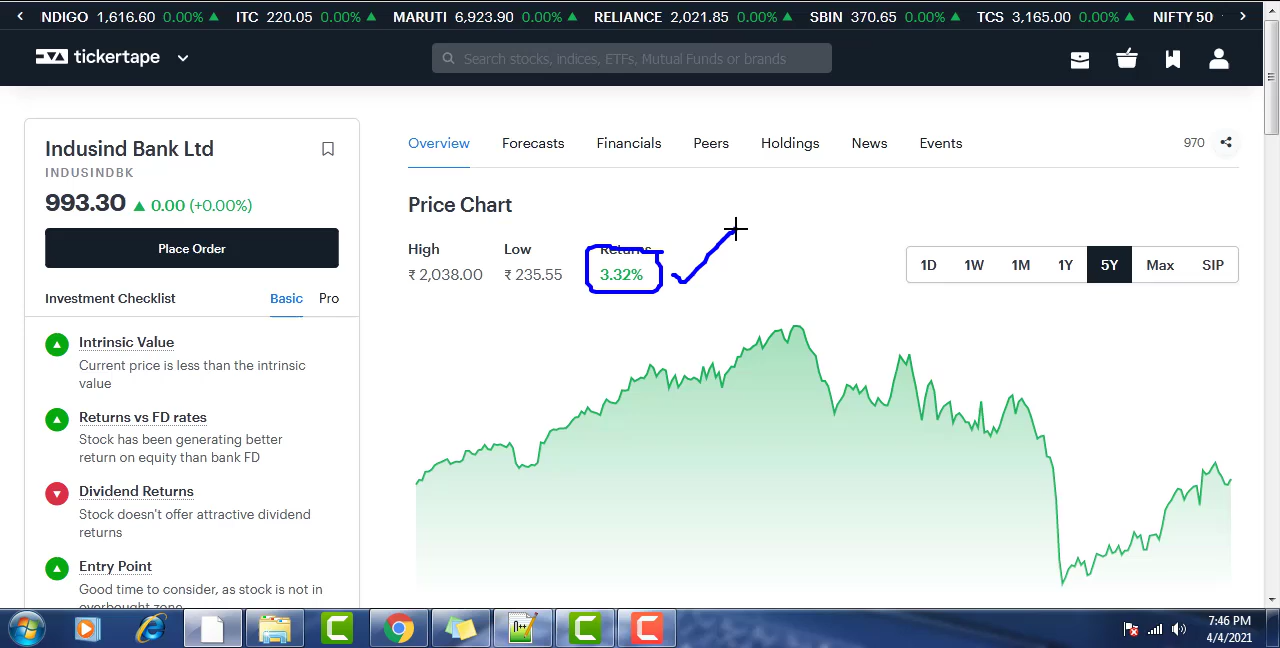 NDIGO 1,616.60 0.00% ▲ ITC 220.05 0.00% ▲ MARUTI 6,923.90 0.00% ▲ RELIANCE 2,021.85 0.00% ▲ SBIN 370.65 0.00% ▲ TCS 3,165.00 0.00% ▲ NIFTY 50
tickertape
Search stocks, indices, ETFs, Mutual Funds or brands
Indusind Bank Ltd
INDUSINDBK
993.30 ▲ 0.00 (+0.00%)
Place Order
Investment Checklist Basic Pro
Intrinsic Value
Current price is less than the intrinsic
value
Returns vs FD rates
Stock has been generating better
return on equity than bank FD
Dividend Returns
Stock doesn't offer attractive dividend
returns
Entry Point
Good time to consider, as stock is not in
overbought zone
Overview Forecasts Financials Peers Holdings News Events 970
Price Chart
High Low Returns
₹ 2,038.00 ₹ 235.55 3.32%
1D 1W 1M 1Y 5Y Max SIP
7:46 PM
4/4/2021